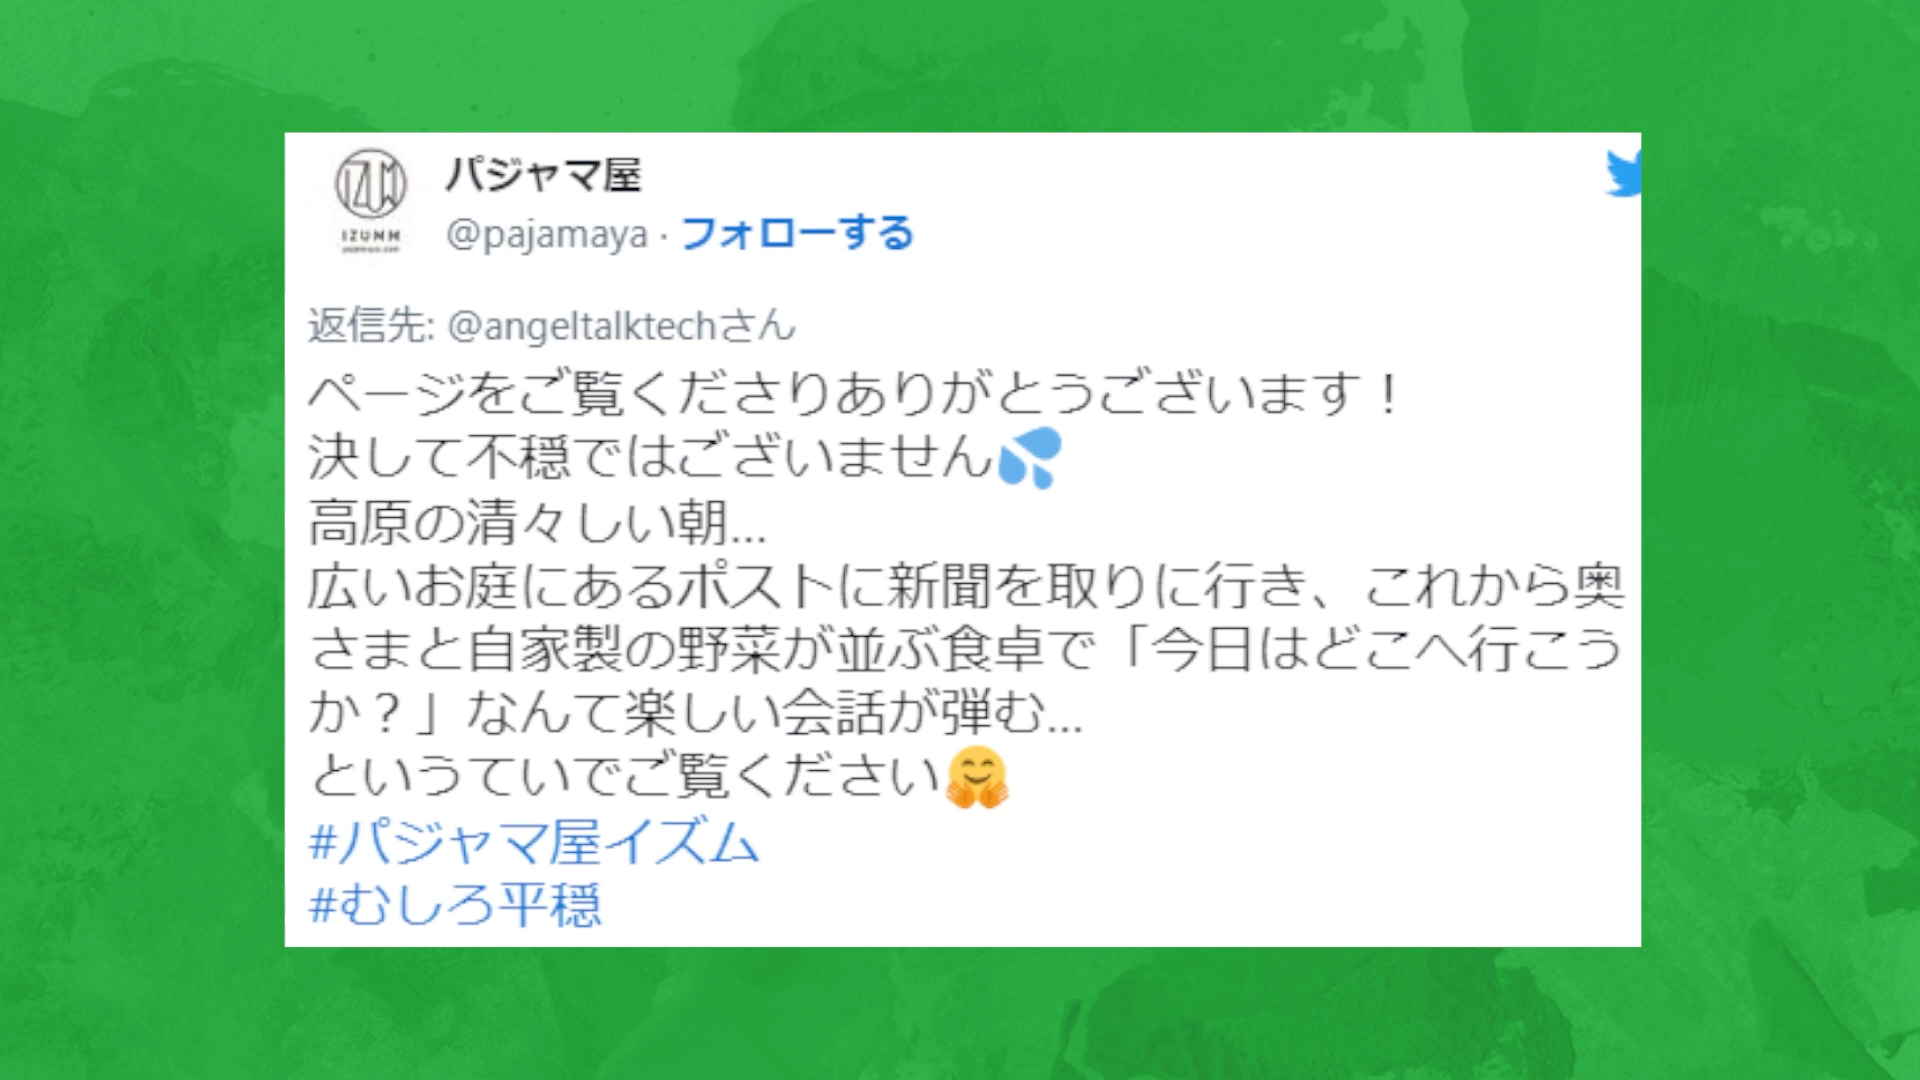 IZUMM
パジャマ屋
@pajamaya · フォローする
返信先: @angeltalktechさん
ページをご覧くださりありがとうございます！
決して不穏ではございません💦
高原の清々しい朝...
広いお庭にあるポストに新聞を取りに行き、これから奥
さまと自家製の野菜が並ぶ食卓で「今日はどこへ行こう
か？」なんて楽しい会話が弾む...
というていでご覧ください🤗
#パジャマ屋イズム
#むしろ平穏